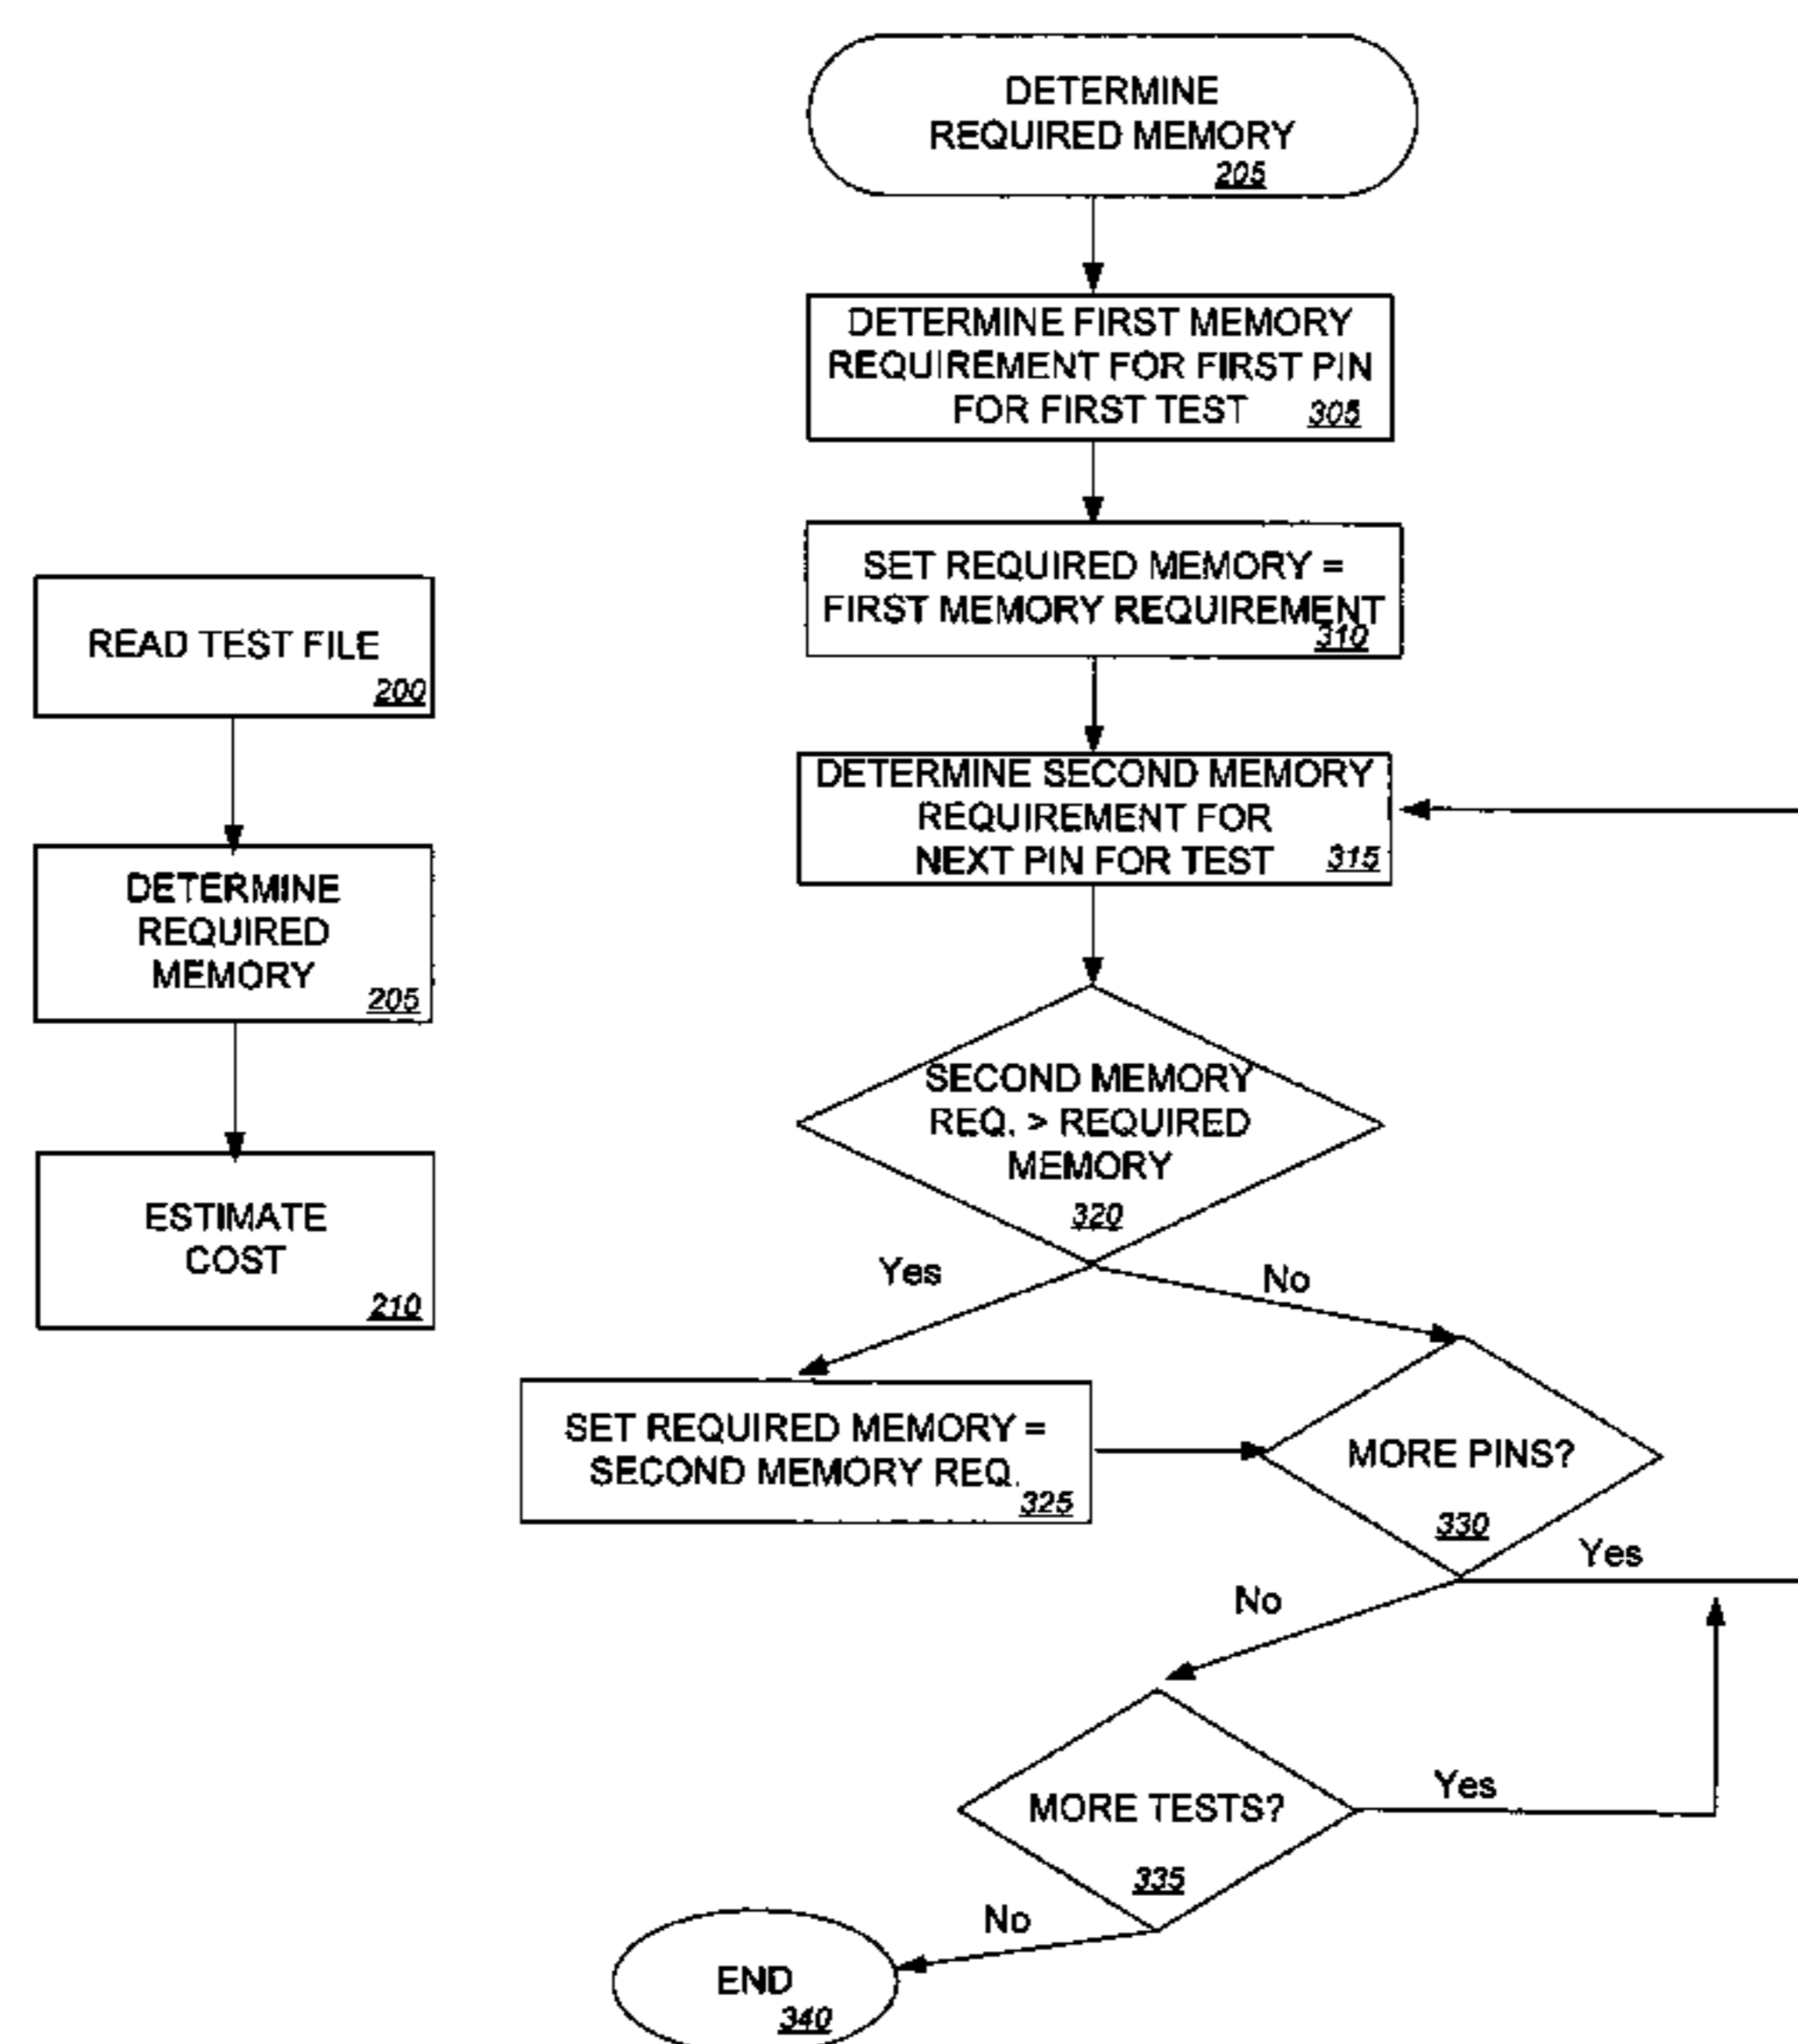 READ TEST FILE
200
DETERMINE
REQUIRED
MEMORY
205
ESTIMATE
COST
210
DETERMINE
REQUIRED MEMORY
205
DETERMINE FIRST MEMORY
REQUIREMENT FOR FIRST PIN
FOR FIRST TEST 305
SET REQUIRED MEMORY =
FIRST MEMORY REQUIREMENT
310
DETERMINE SECOND MEMORY
REQUIREMENT FOR
NEXT PIN FOR TEST 315
SECOND MEMORY
REQ. > REQUIRED
MEMORY
320
Yes
No
SET REQUIRED MEMORY =
SECOND MEMORY REQ.
325
MORE PINS?
330
Yes
No
MORE TESTS?
335
Yes
No
END
340